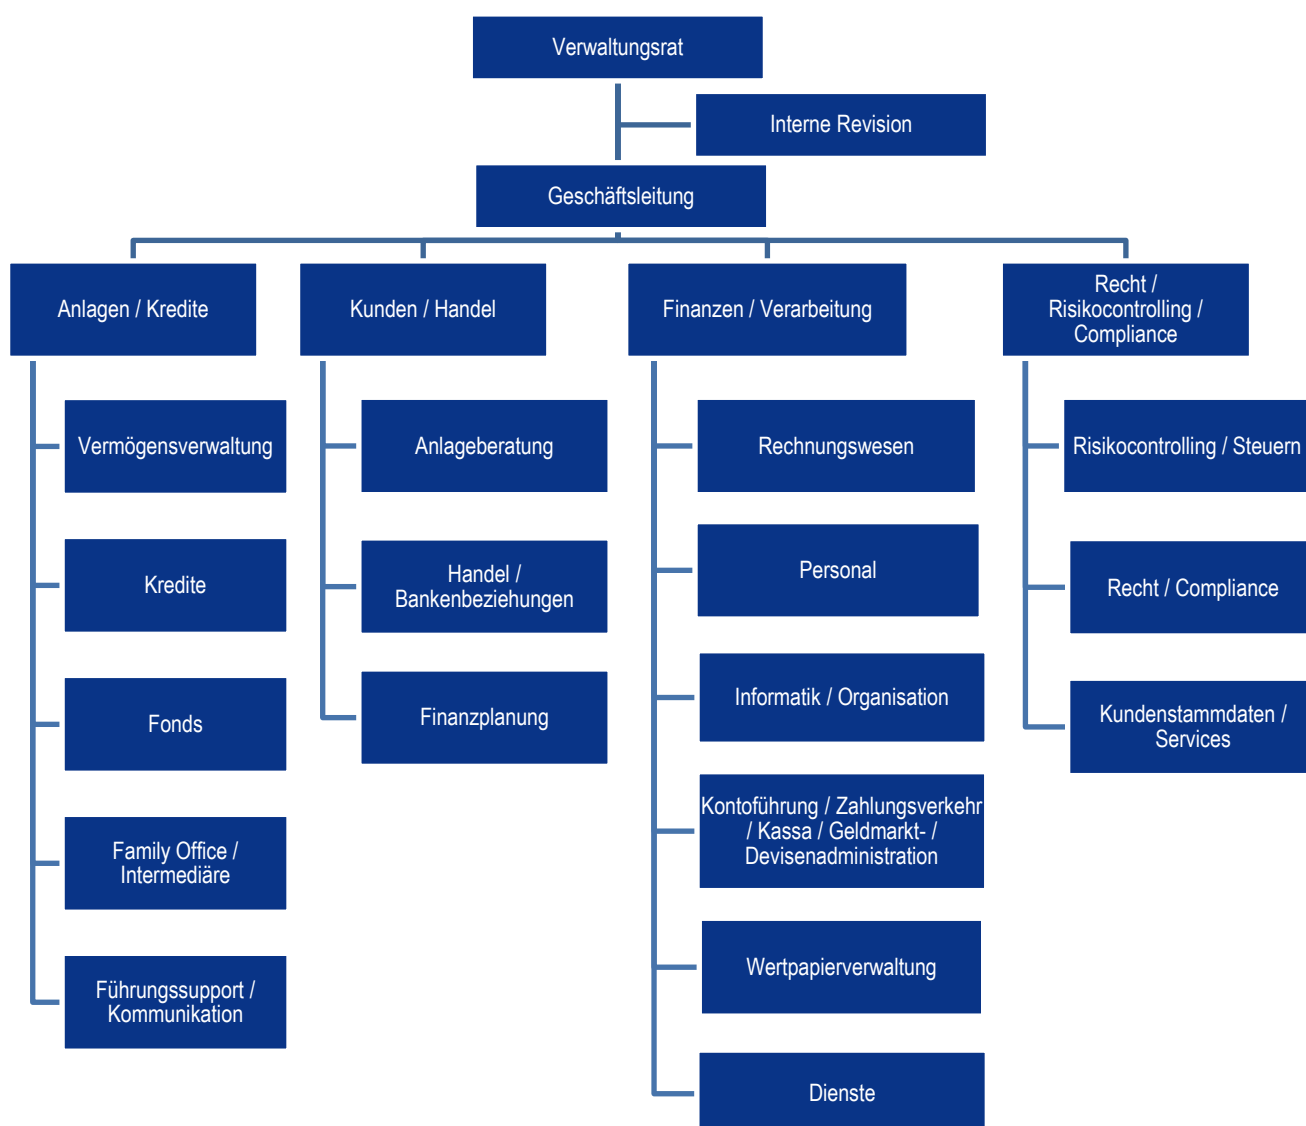 Verwaltungsrat
Interne Revision
Geschäftsleitung
Anlagen / Kredite
Kunden / Handel
Finanzen / Verarbeitung
Recht /
Risikocontrolling /
Compliance
Vermögensverwaltung
Kredite
Fonds
Family Office /
Intermediäre
Führungssupport /
Kommunikation
Anlageberatung
Handel /
Bankenbeziehungen
Finanzplanung
Rechnungswesen
Personal
Informatik / Organisation
Kontoführung / Zahlungsverkehr
/ Kassa / Geldmarkt- /
Devisenadministration
Wertpapierverwaltung
Dienste
Risikocontrolling / Steuern
Recht / Compliance
Kundenstammdaten /
Services